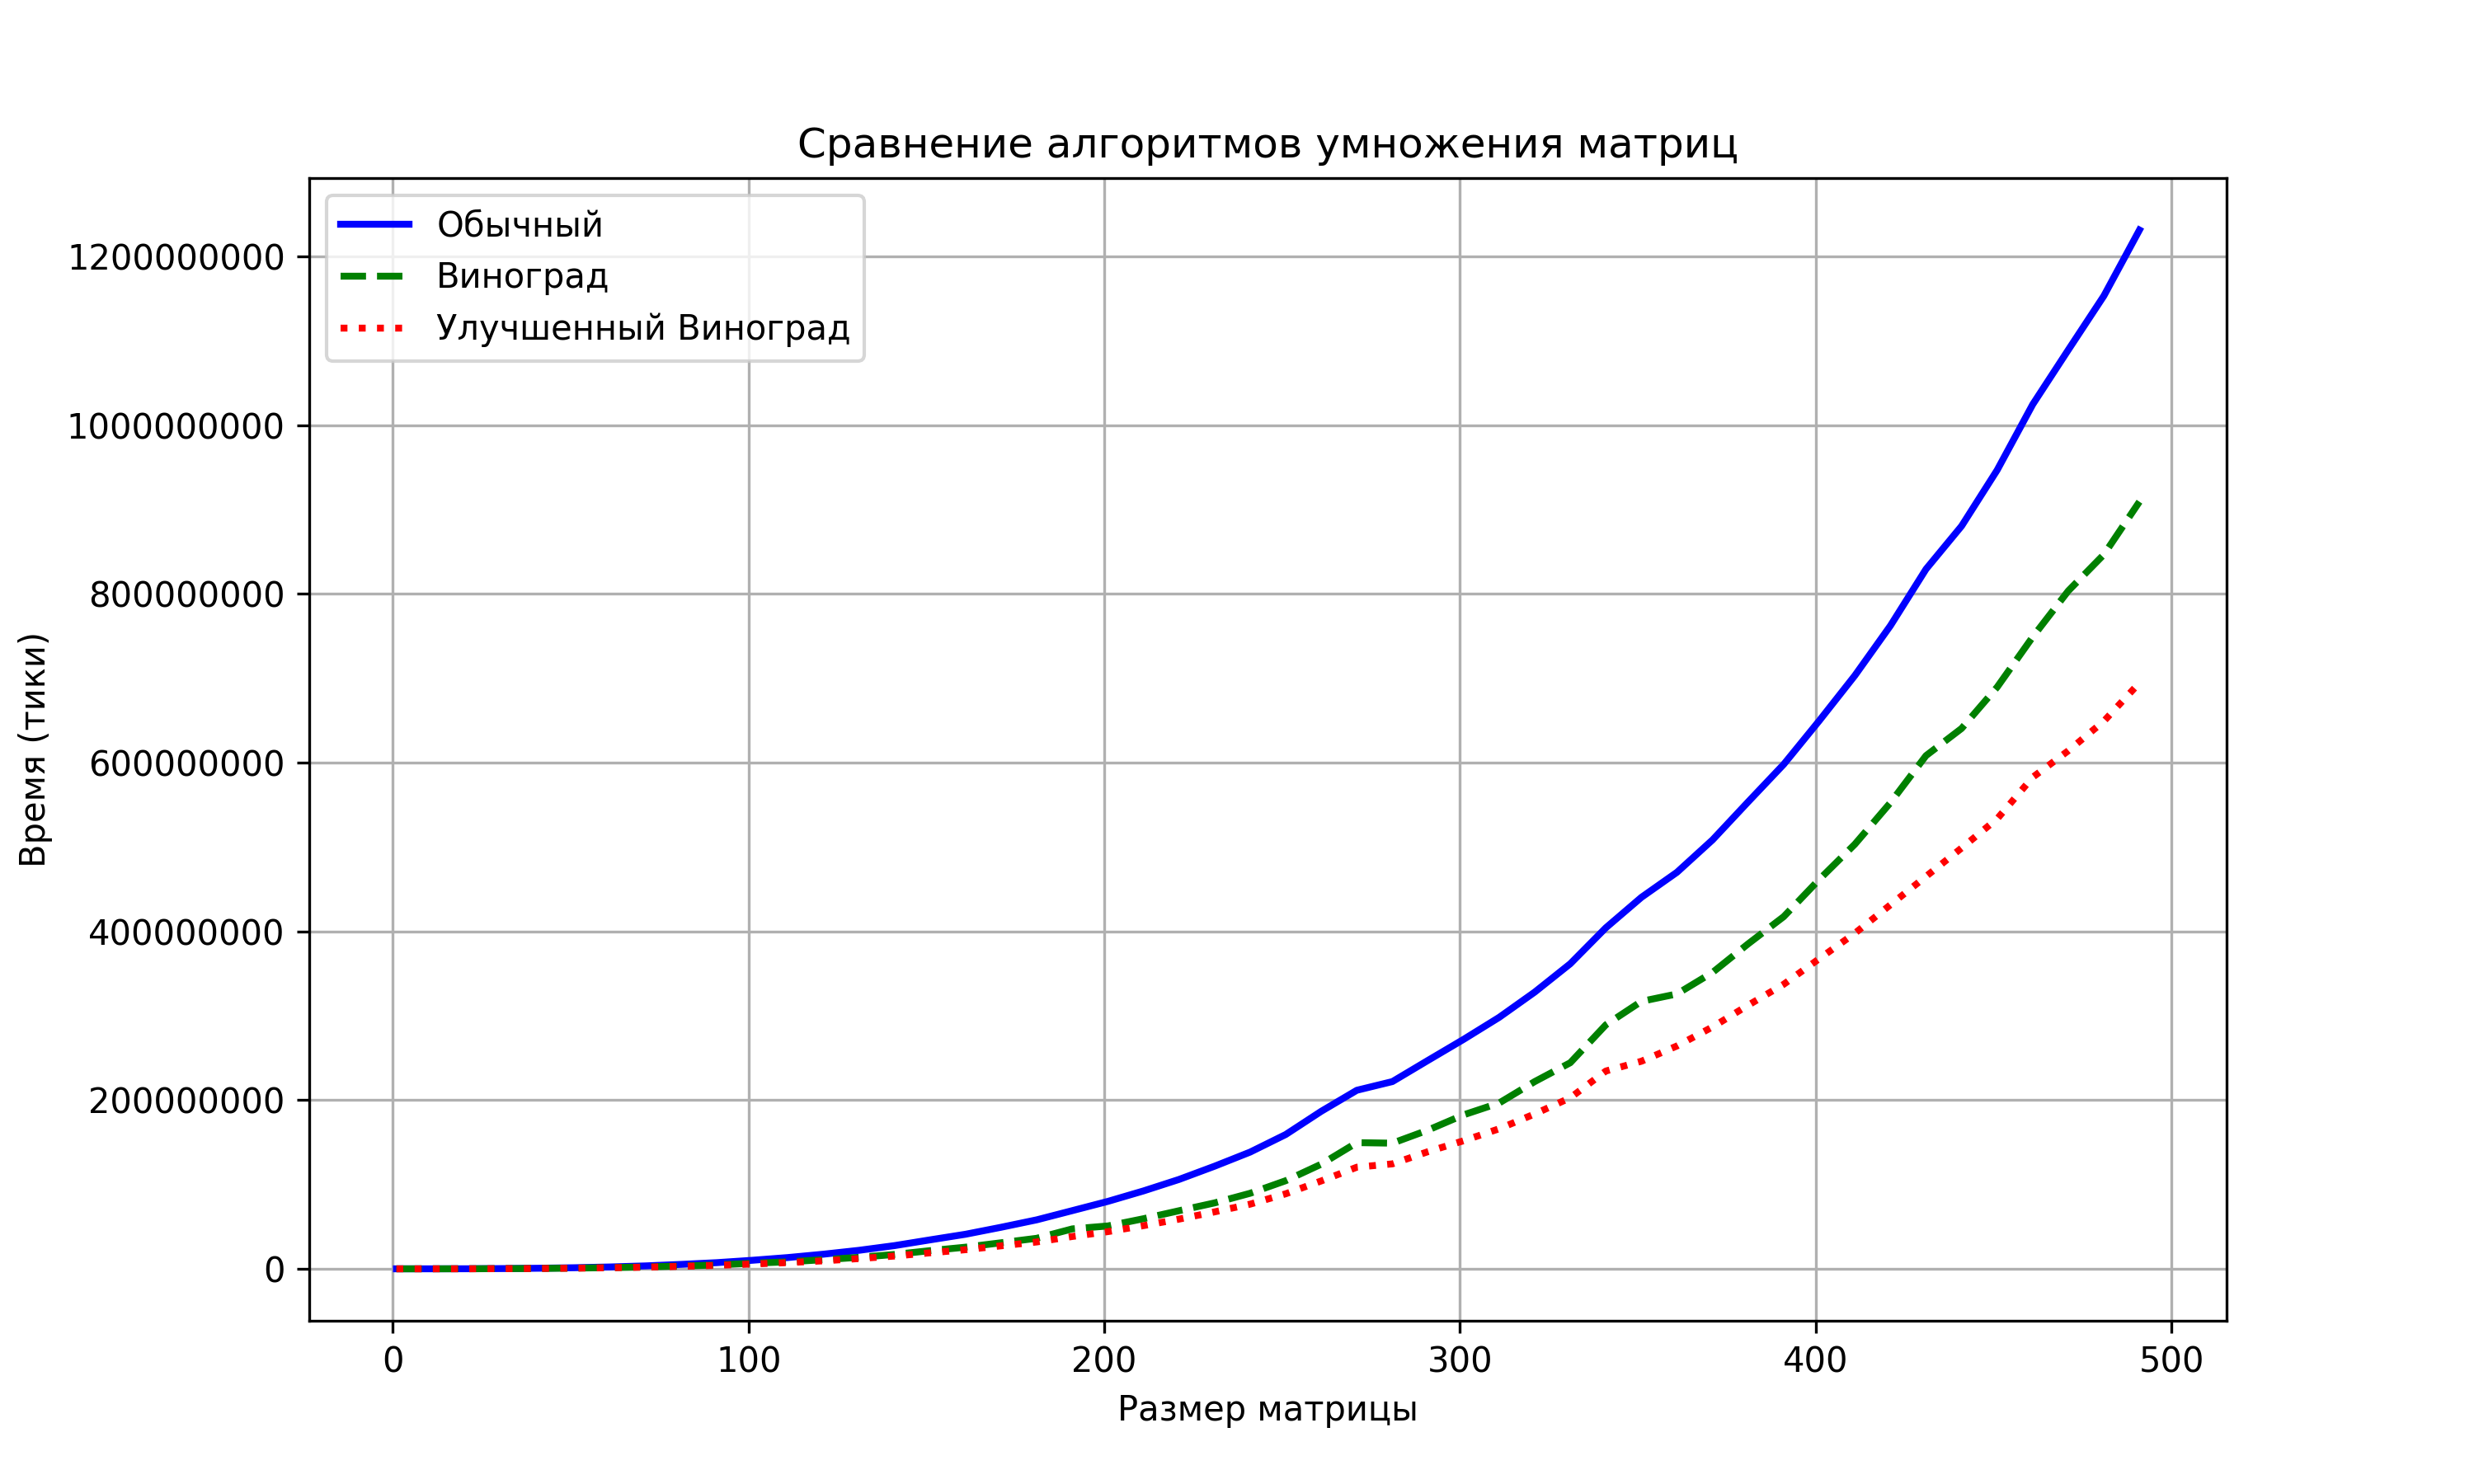 Сравнение алгоритмов умножения матриц
Обычный
Виноград
Улучшенный Виноград
1200000000
1000000000
800000000
600000000
400000000
200000000
0
Время (тики)
0 100 200 300 400 500
Размер матрицы